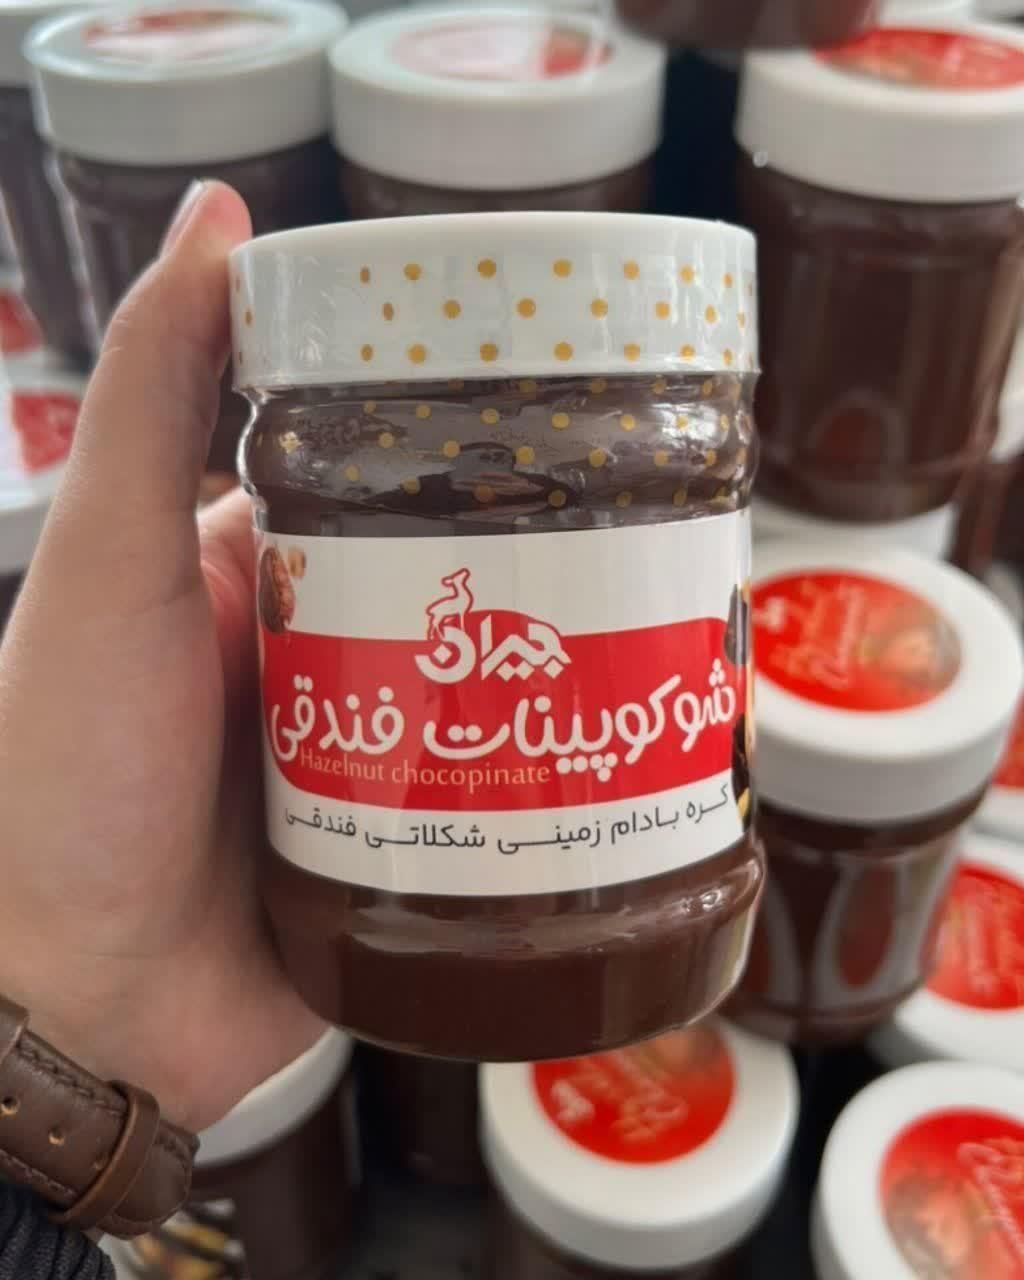 جیران
شوکوپینات فندقی
Hazelnut chocopinate
کره بادام زمینی شکلاتی فندقی